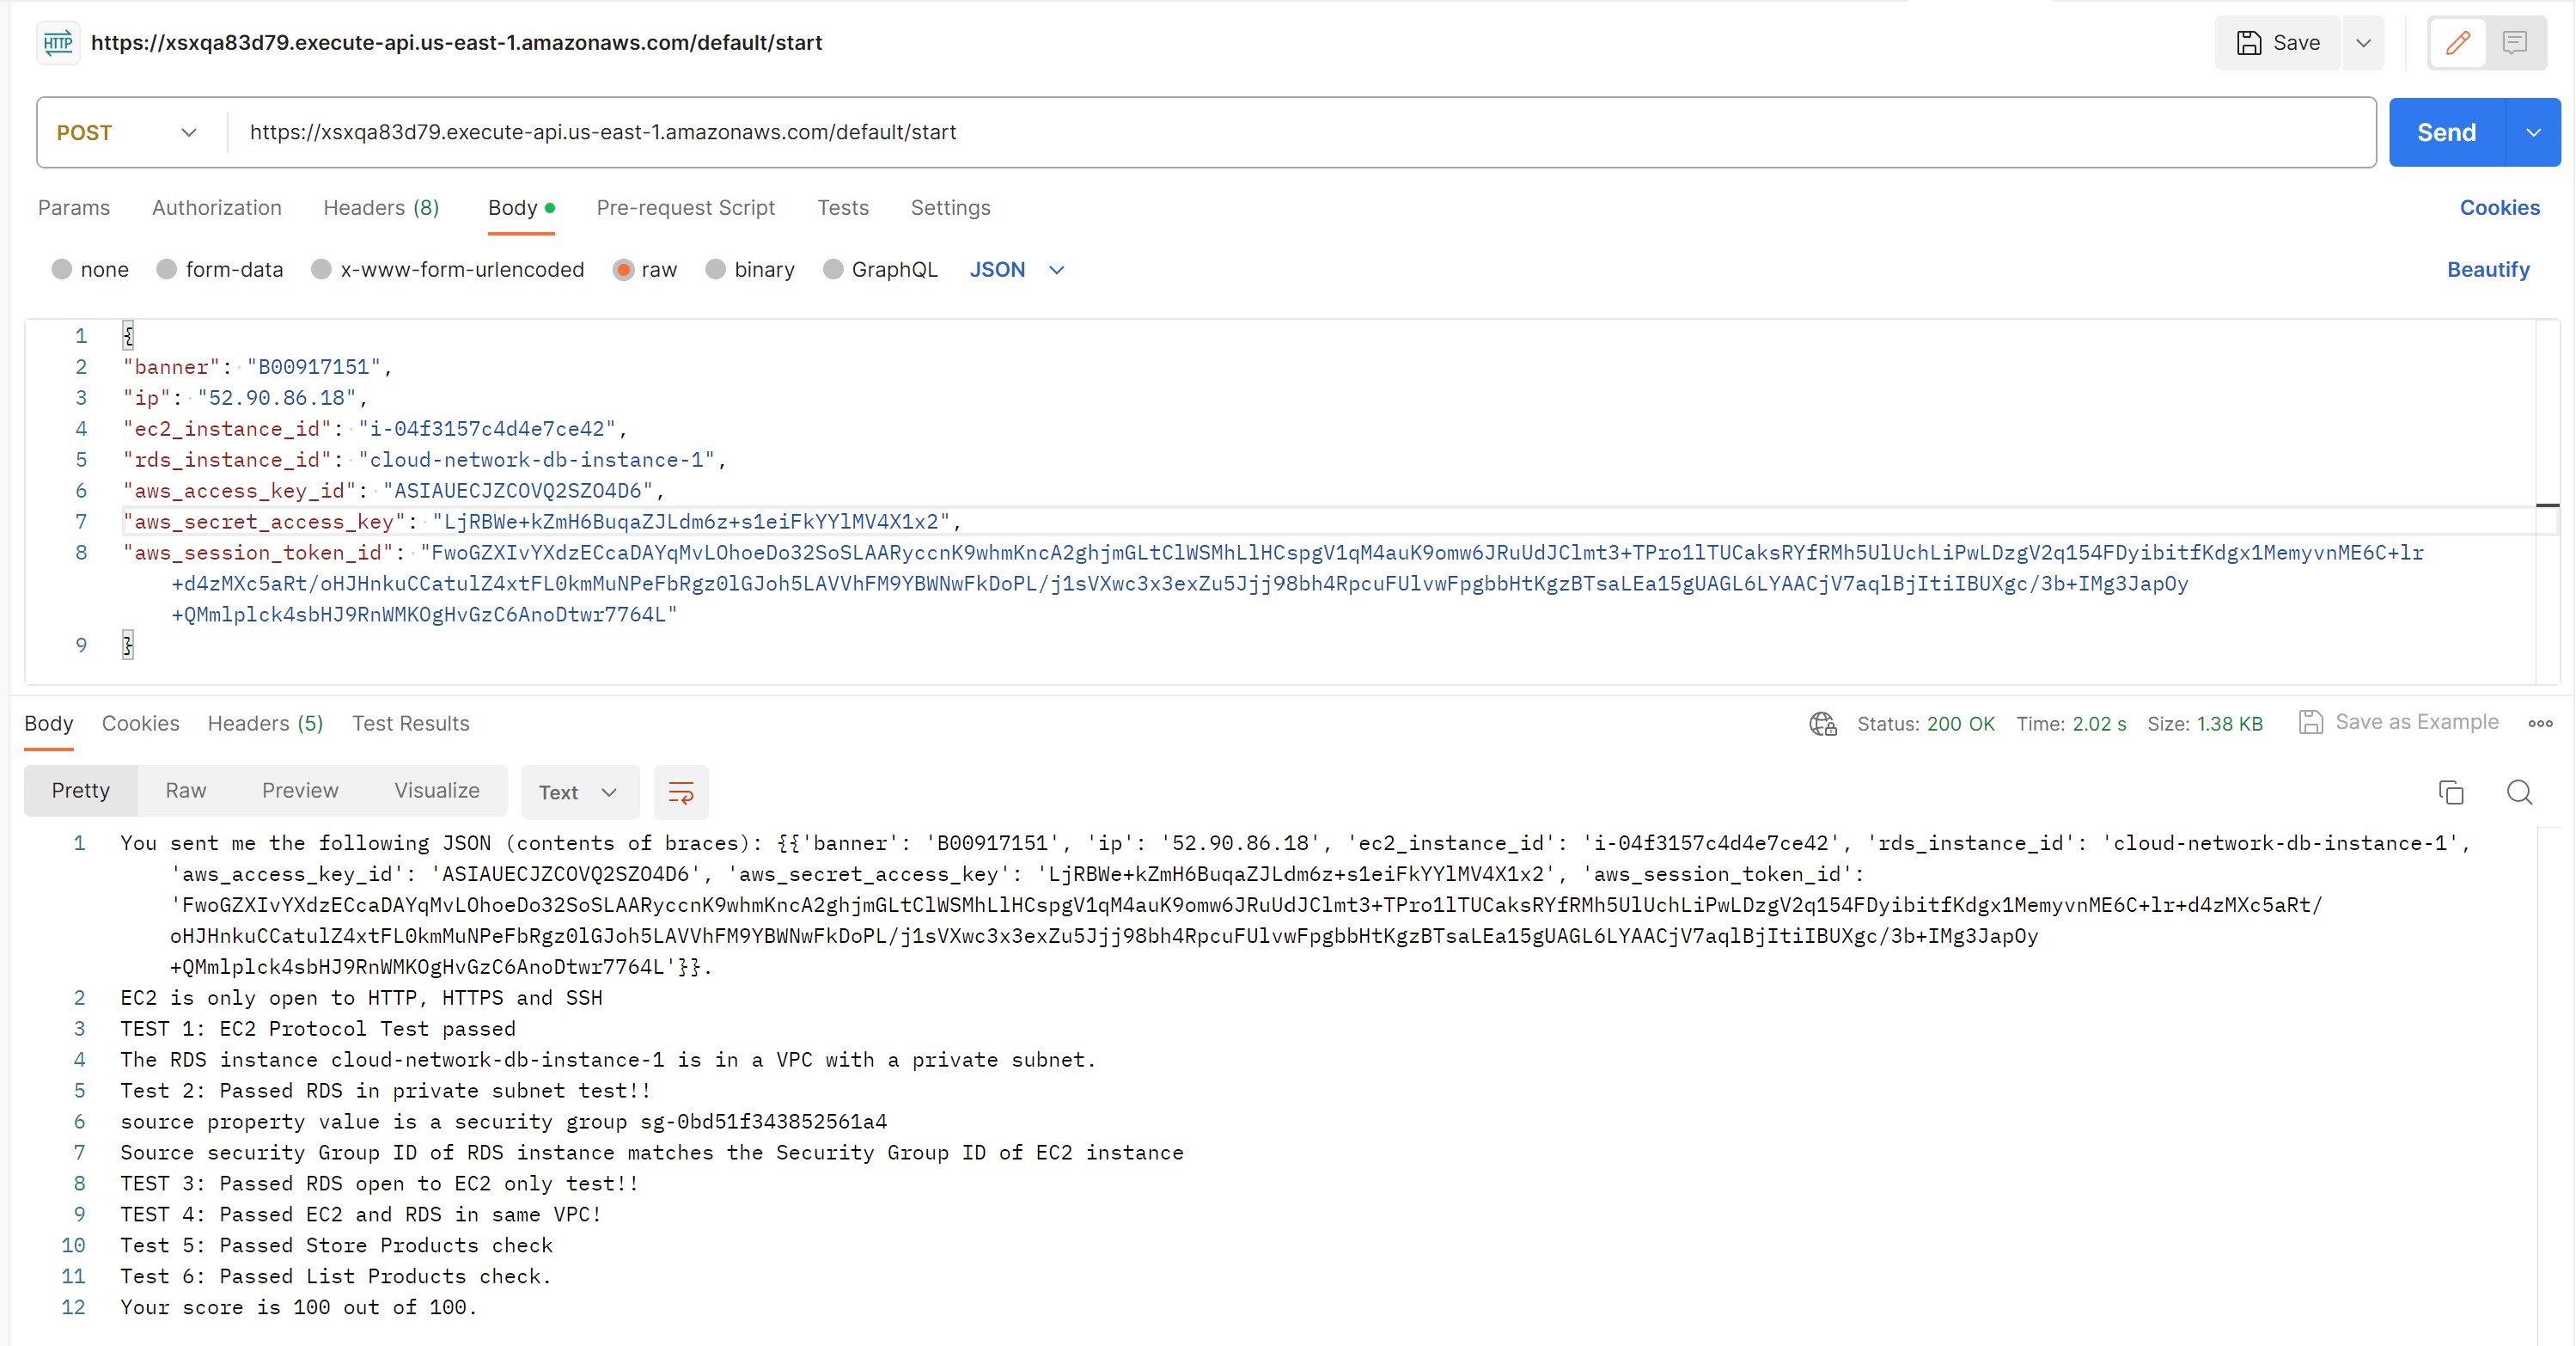 HTTP https://xsxqa83d79.execute-api.us-east-1.amazonaws.com/default/start Save
POST https://xsxqa83d79.execute-api.us-east-1.amazonaws.com/default/start Send
Params Authorization Headers (8) Body Pre-request Script Tests Settings Cookies
none form-data x-www-form-urlencoded raw binary GraphQL JSON Beautify
1 {
2 "banner": "B00917151",
3 "ip": "52.90.86.18",
4 "ec2_instance_id": "i-04f3157c4d4e7ce42",
5 "rds_instance_id": "cloud-network-db-instance-1",
6 "aws_access_key_id": "ASIAUECJZCOVQ2SZO4D6",
7 "aws_secret_access_key": "LjRBWe+kZmH6BuqaZJLdm6z+s1eiFkYYlMV4X1x2",
8 "aws_session_token_id": "FwoGZXIvYXdzECcaDAYqMvLOhoeDo32SoSLAARyccnK9whmKncA2ghjmGLtClWSMhLlHCspgV1qM4auK9omw6JRuUdJClmt3+TPro1lTUCaksRYfRMh5UlUchLiPwLDzgV2q154FDyibitfKdgx1MemyvnME6C+lr
+d4zMXc5aRt/oHJHnkuCCatulZ4xtFL0kmMuNPeFbRgz0lGJoh5LAVVhFM9YBWNwFkDoPL/j1sVXwc3x3exZu5Jjj98bh4RpcuFUlvwFpgbbHtKgzBTsaLEa15gUAGL6LYAACjV7aqlBjItiIBUXgc/3b+IMg3JapOy
+QMmlplck4sbHJ9RnWMKOgHvGzC6AnoDtwr7764L"
9 }
Body Cookies Headers (5) Test Results Status: 200 OK Time: 2.02 s Size: 1.38 KB Save as Example
Pretty Raw Preview Visualize Text
1 You sent me the following JSON (contents of braces): {{'banner': 'B00917151', 'ip': '52.90.86.18', 'ec2_instance_id': 'i-04f3157c4d4e7ce42', 'rds_instance_id': 'cloud-network-db-instance-1',
'aws_access_key_id': 'ASIAUECJZCOVQ2SZO4D6', 'aws_secret_access_key': 'LjRBWe+kZmH6BuqaZJLdm6z+s1eiFkYYlMV4X1x2', 'aws_session_token_id':
'FwoGZXIvYXdzECcaDAYqMvLOhoeDo32SoSLAARyccnK9whmKncA2ghjmGLtClWSMhLlHCspgV1qM4auK9omw6JRuUdJClmt3+TPro1lTUCaksRYfRMh5UlUchLiPwLDzgV2q154FDyibitfKdgx1MemyvnME6C+lr+d4zMXc5aRt/
oHJHnkuCCatulZ4xtFL0kmMuNPeFbRgz0lGJoh5LAVVhFM9YBWNwFkDoPL/j1sVXwc3x3exZu5Jjj98bh4RpcuFUlvwFpgbbHtKgzBTsaLEa15gUAGL6LYAACjV7aqlBjItiIBUXgc/3b+IMg3JapOy
+QMmlplck4sbHJ9RnWMKOgHvGzC6AnoDtwr7764L'}}.
2 EC2 is only open to HTTP, HTTPS and SSH
3 TEST 1: EC2 Protocol Test passed
4 The RDS instance cloud-network-db-instance-1 is in a VPC with a private subnet.
5 Test 2: Passed RDS in private subnet test!!
6 source property value is a security group sg-0bd51f343852561a4
7 Source security Group ID of RDS instance matches the Security Group ID of EC2 instance
8 TEST 3: Passed RDS open to EC2 only test!!
9 TEST 4: Passed EC2 and RDS in same VPC!
10 Test 5: Passed Store Products check
11 Test 6: Passed List Products check.
12 Your score is 100 out of 100.